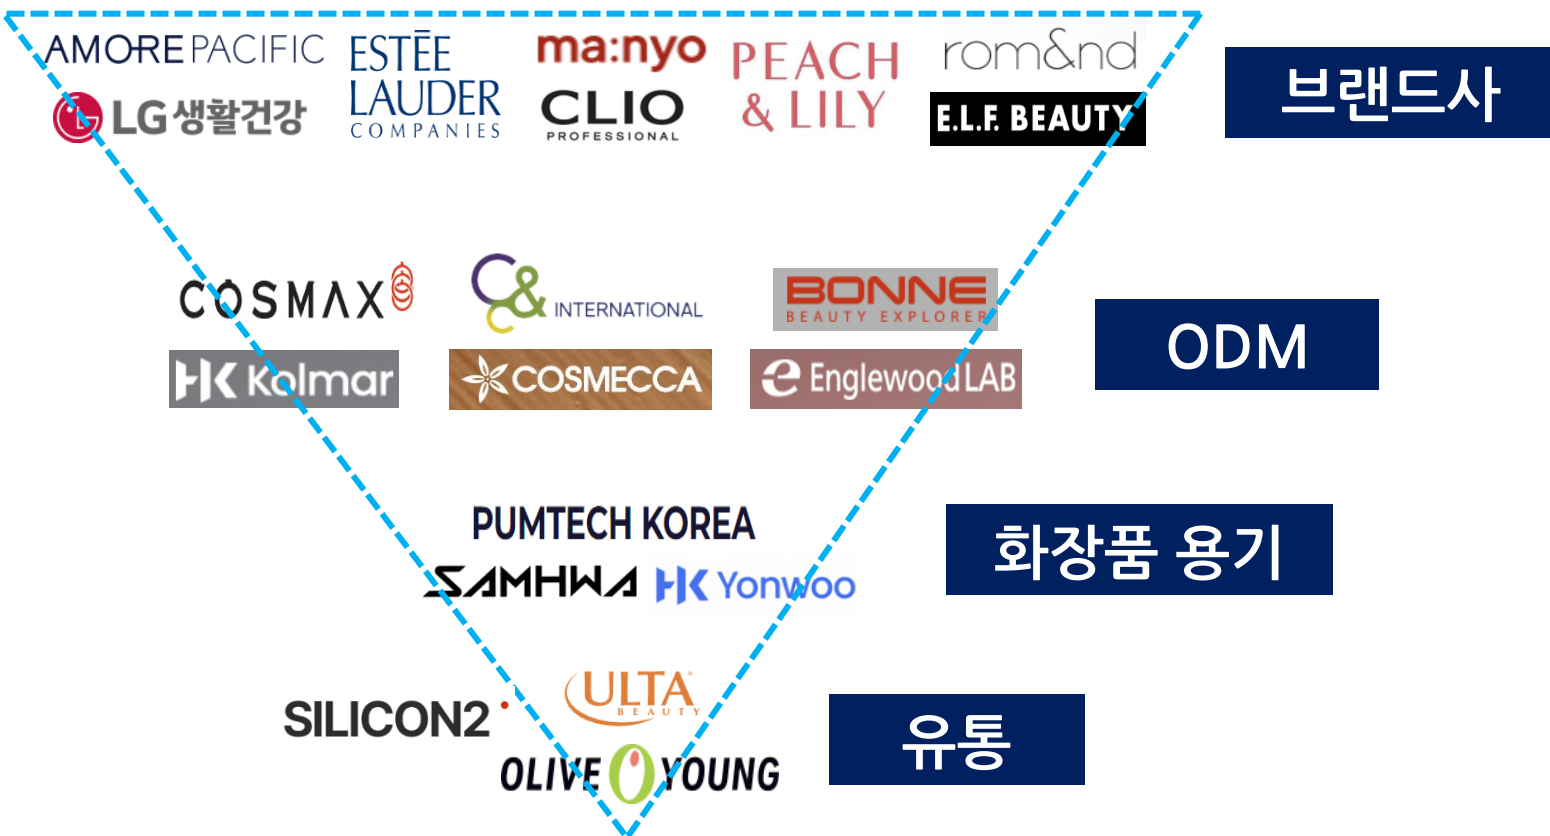 AMOREPACIFIC
LG생활건강
ESTĒE
LAUDER
COMPANIES
ma:nyo
CLIO
PROFESSIONAL
PEACH
& LILY
rom&nd
E.L.F. BEAUTY
브랜드사
COSMAX
C&C INTERNATIONAL
BONNE
BEAUTY EXPLORER
HK Kolmar
COSMECCA
e Englewood LAB
ODM
PUMTECH KOREA
SAMHWA
HK Yonwoo
화장품 용기
SILICON2
ULTA
BEAUTY
OLIVE YOUNG
유통